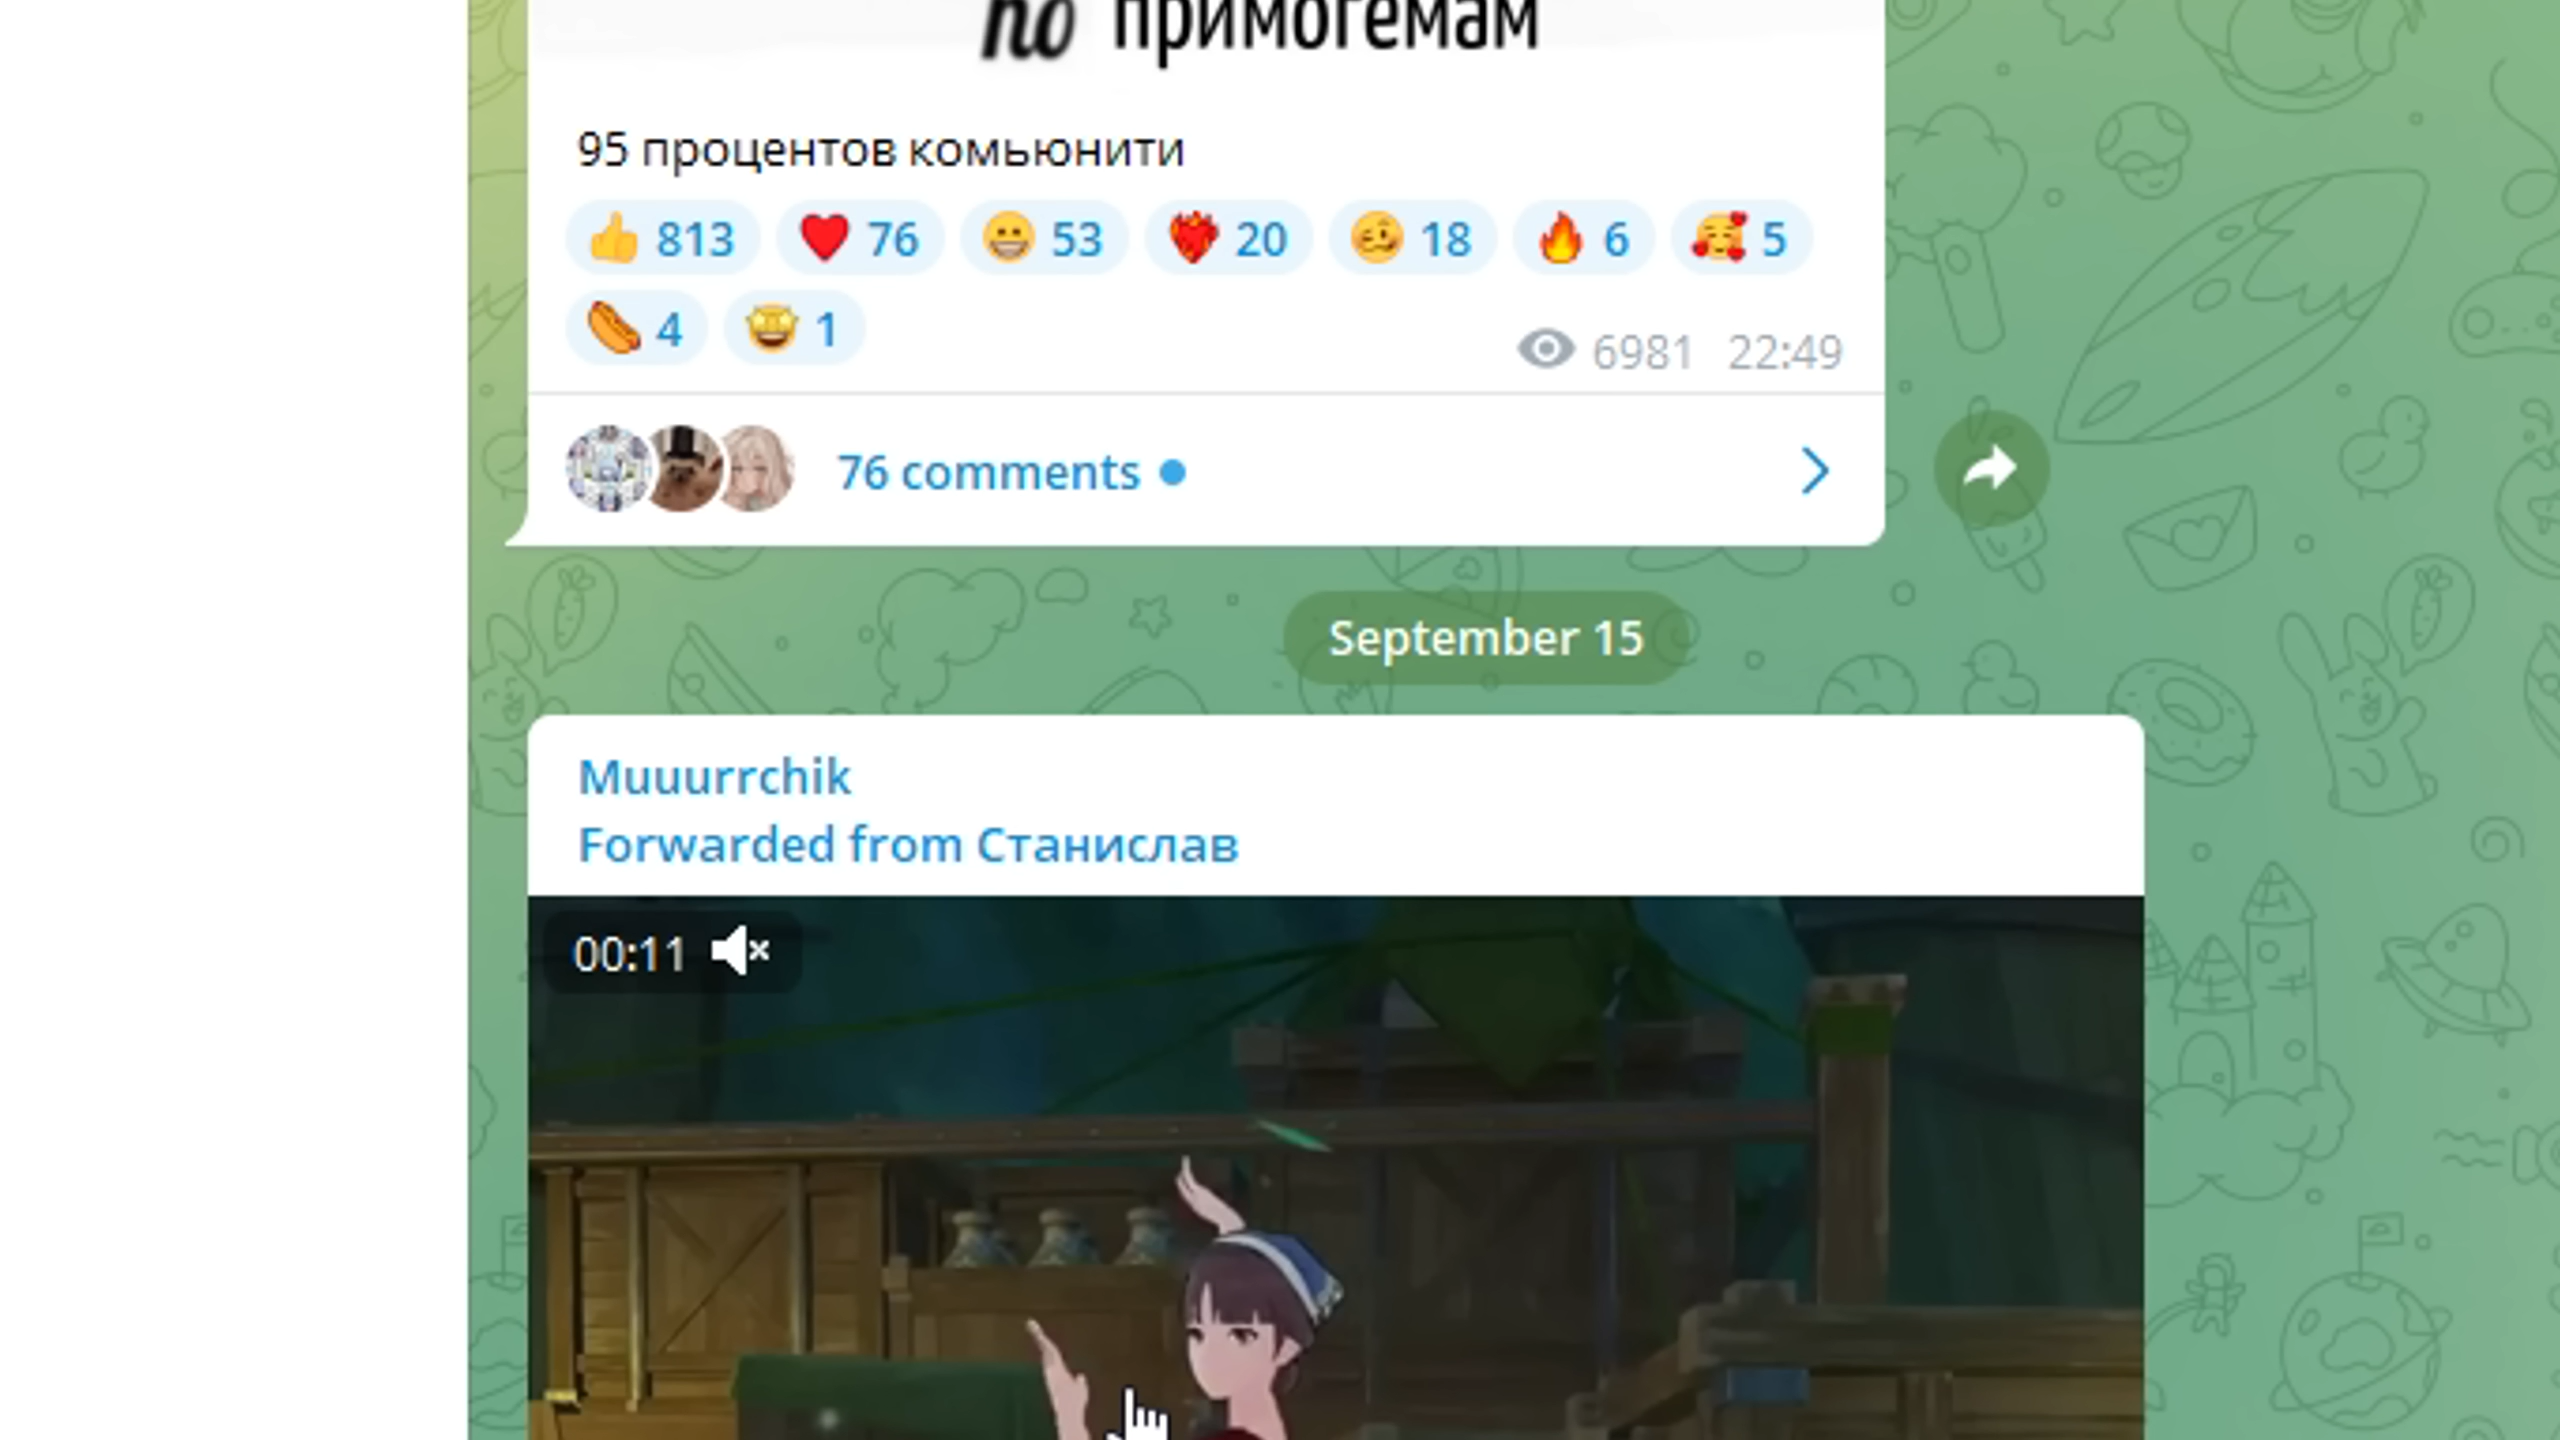 по примогемам
95 процентов комьюнити
813 76 53 20 18 6 5
4 1
6981 22:49
76 comments
September 15
Muuurrchik
Forwarded from Станислав
00:11